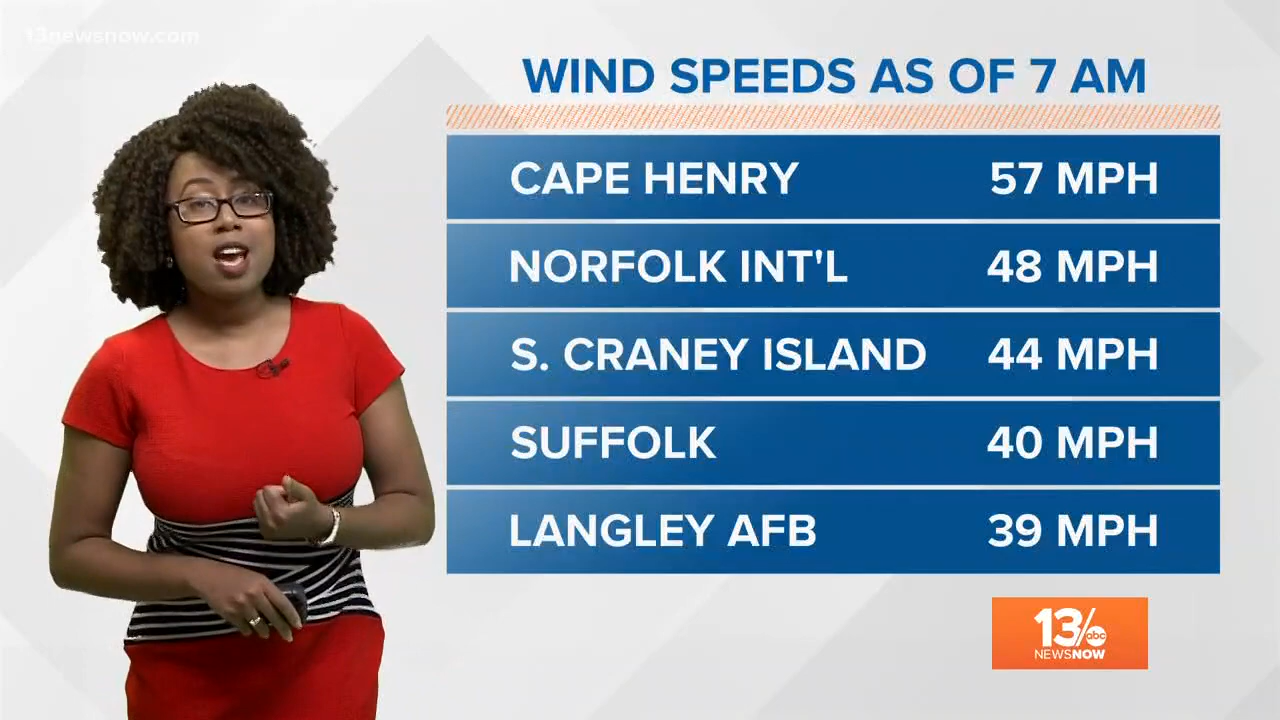 13newsnow.com
WIND SPEEDS AS OF 7 AM
CAPE HENRY 57 MPH
NORFOLK INT'L 48 MPH
S. CRANEY ISLAND 44 MPH
SUFFOLK 40 MPH
LANGLEY AFB 39 MPH
13 abc
NEWSNOW